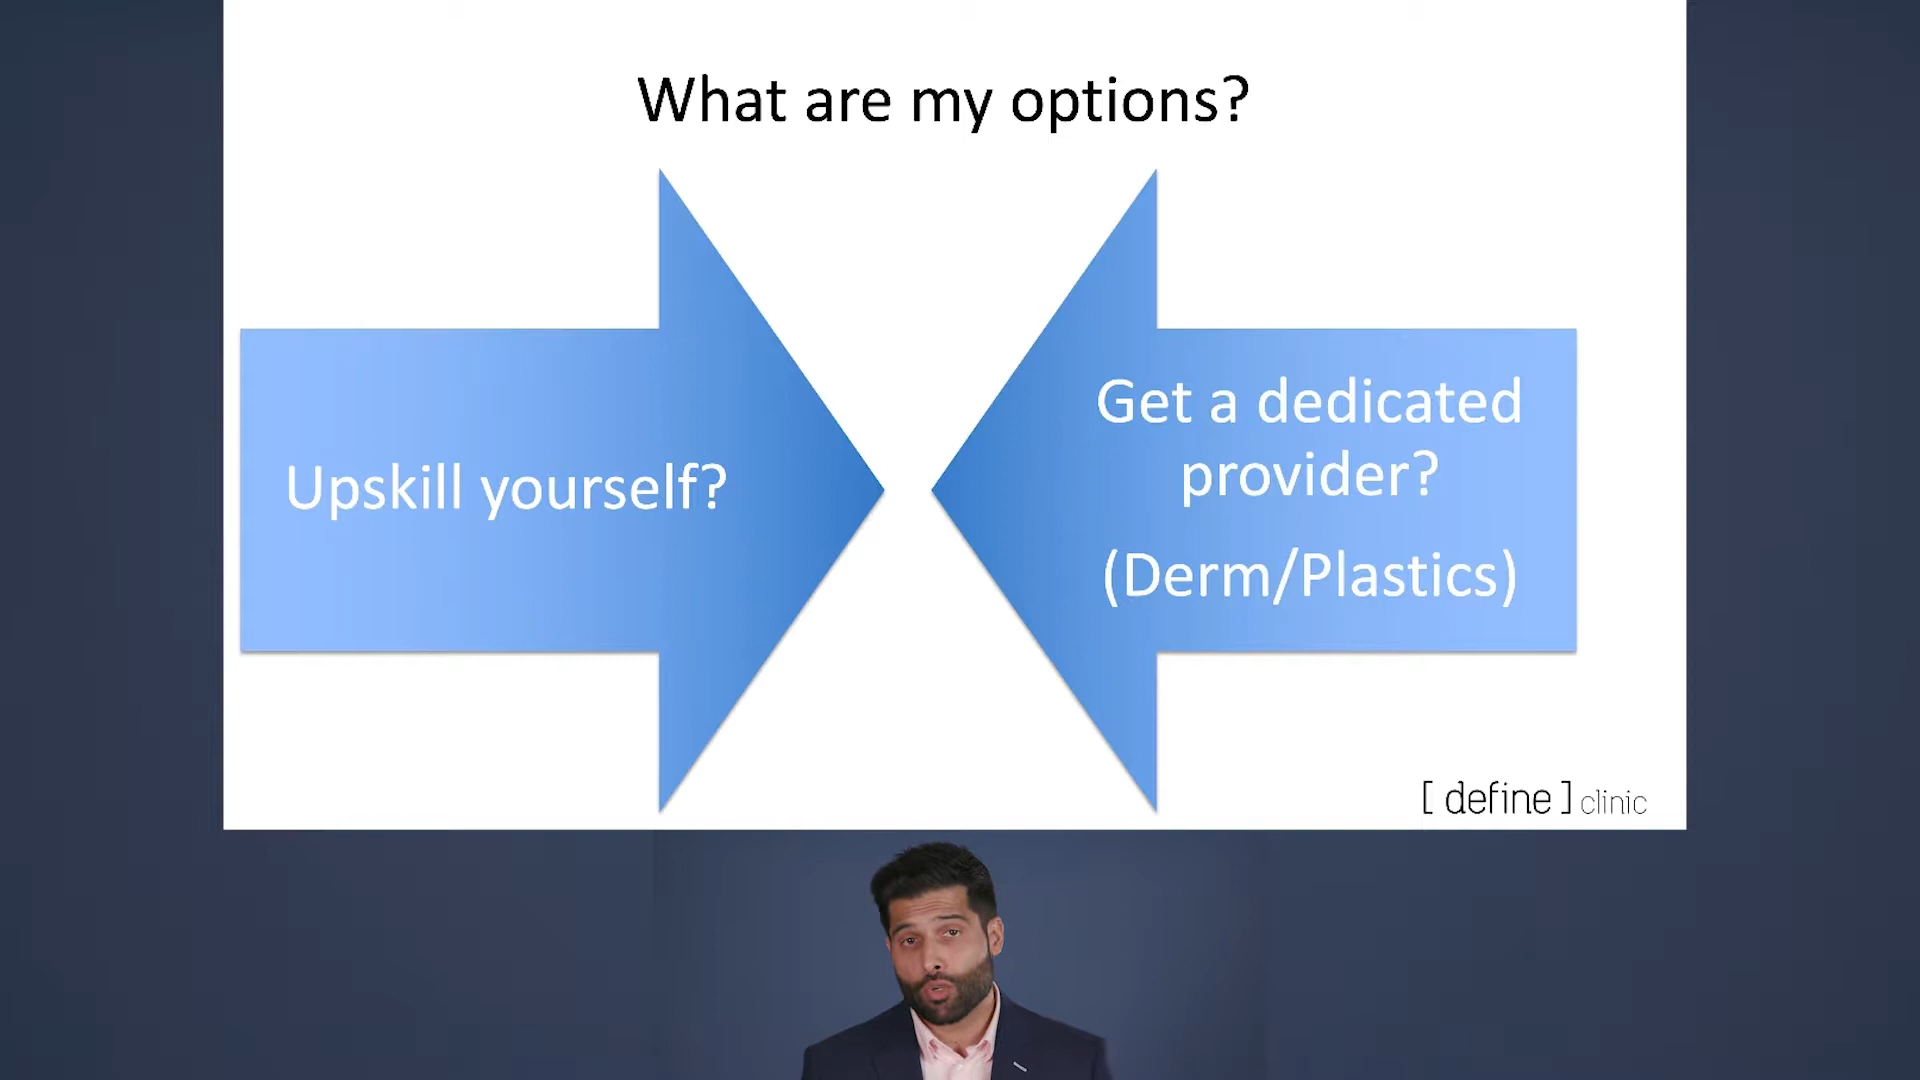 What are my options?
Upskill yourself?
Get a dedicated
provider?
(Derm/Plastics)
[ define ] clinic